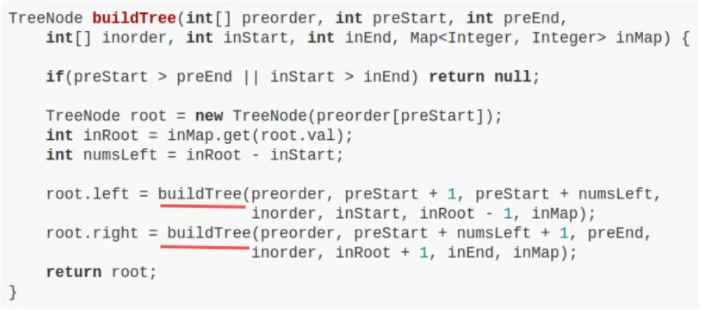 TreeNode buildTree(int[] preorder, int preStart, int preEnd,
    int[] inorder, int inStart, int inEnd, Map<Integer, Integer> inMap) {

    if(preStart > preEnd || inStart > inEnd) return null;

    TreeNode root = new TreeNode(preorder[preStart]);
    int inRoot = inMap.get(root.val);
    int numsLeft = inRoot - inStart;

    root.left = buildTree(preorder, preStart + 1, preStart + numsLeft,
                          inorder, inStart, inRoot - 1, inMap);
    root.right = buildTree(preorder, preStart + numsLeft + 1, preEnd,
                          inorder, inRoot + 1, inEnd, inMap);
    return root;
}